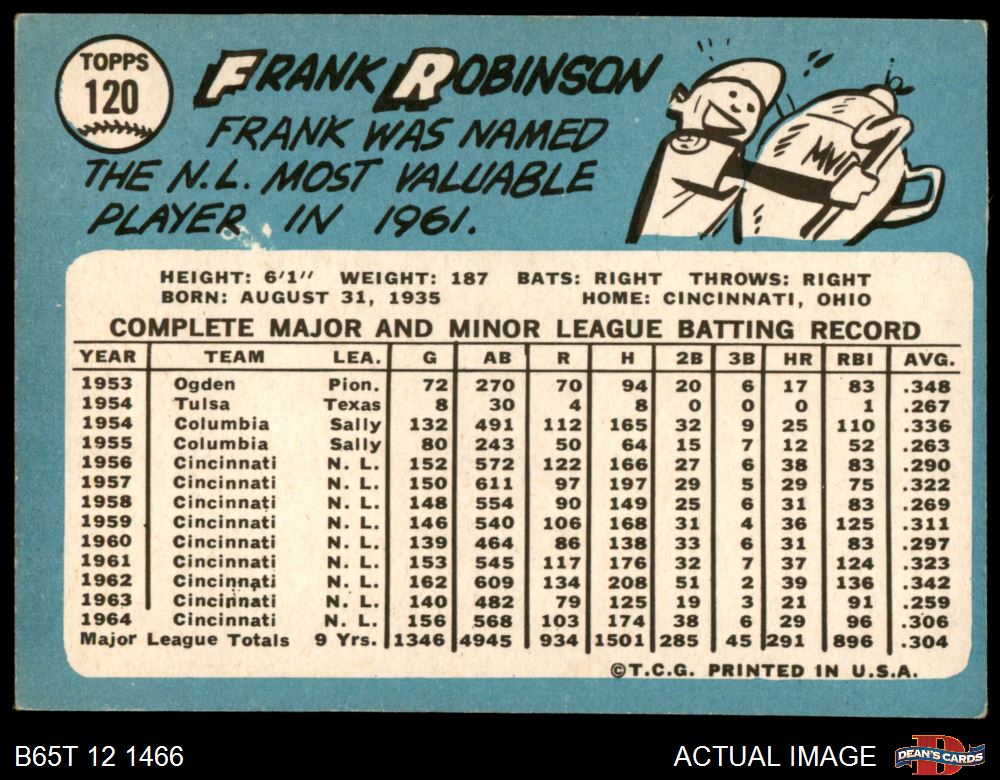 TOPPS
120
FRANK ROBINSON
FRANK WAS NAMED
THE N.L. MOST VALUABLE
PLAYER IN 1961.
MVP
HEIGHT: 6'1" WEIGHT: 187 BATS: RIGHT THROWS: RIGHT
BORN: AUGUST 31, 1935 HOME: CINCINNATI, OHIO
COMPLETE MAJOR AND MINOR LEAGUE BATTING RECORD
YEAR TEAM LEA. G AB R H 2B 3B HR RBI AVG.
1953 Ogden Pion. 72 270 70 94 20 6 17 83 .348
1954 Tulsa Texas 8 30 4 8 0 0 0 1 .267
1954 Columbia Sally 132 491 112 165 32 9 25 110 .336
1955 Columbia Sally 80 243 50 64 15 7 12 52 .263
1956 Cincinnati N. L. 152 572 122 166 27 6 38 83 .290
1957 Cincinnati N. L. 150 611 97 197 29 5 29 75 .322
1958 Cincinnati N. L. 148 554 90 149 25 6 31 83 .269
1959 Cincinnati N. L. 146 540 106 168 31 4 36 125 .311
1960 Cincinnati N. L. 139 464 86 138 33 6 31 83 .297
1961 Cincinnati N. L. 153 545 117 176 32 7 37 124 .323
1962 Cincinnati N. L. 162 609 134 208 51 2 39 136 .342
1963 Cincinnati N. L. 140 482 79 125 19 3 21 91 .259
1964 Cincinnati N. L. 156 568 103 174 38 6 29 96 .306
Major League Totals 9 Yrs. 1346 4945 934 1501 285 45 291 896 .304
©T.C.G. PRINTED IN U.S.A.
B65T 12 1466
ACTUAL IMAGE
D
DEAN'S CARDS